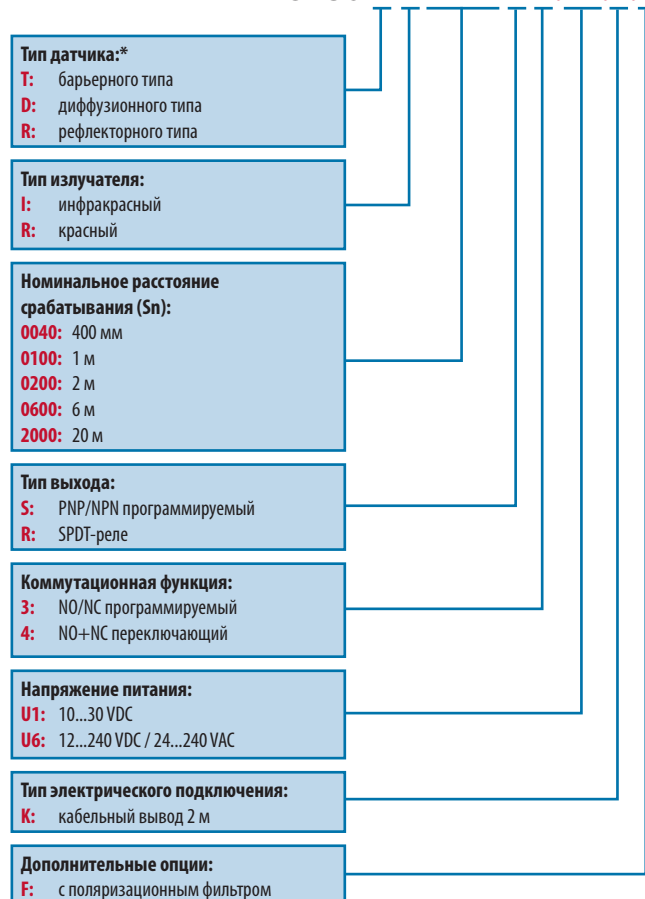 Тип датчика:*
T: барьерного типа
D: диффузионного типа
R: рефлекторного типа
Тип излучателя:
I: инфракрасный
R: красный
Номинальное расстояние
срабатывания (Sn):
0040: 400 мм
0100: 1 м
0200: 2 м
0600: 6 м
2000: 20 м
Тип выхода:
S: PNP/NPN программируемый
R: SPDT-реле
Коммутационная функция:
3: NO/NC программируемый
4: NO+NC переключающий
Напряжение питания:
U1: 10...30 VDC
U6: 12...240 VDC / 24...240 VAC
Тип электрического подключения:
K: кабельный вывод 2 м
Дополнительные опции:
F: с поляризационным фильтром